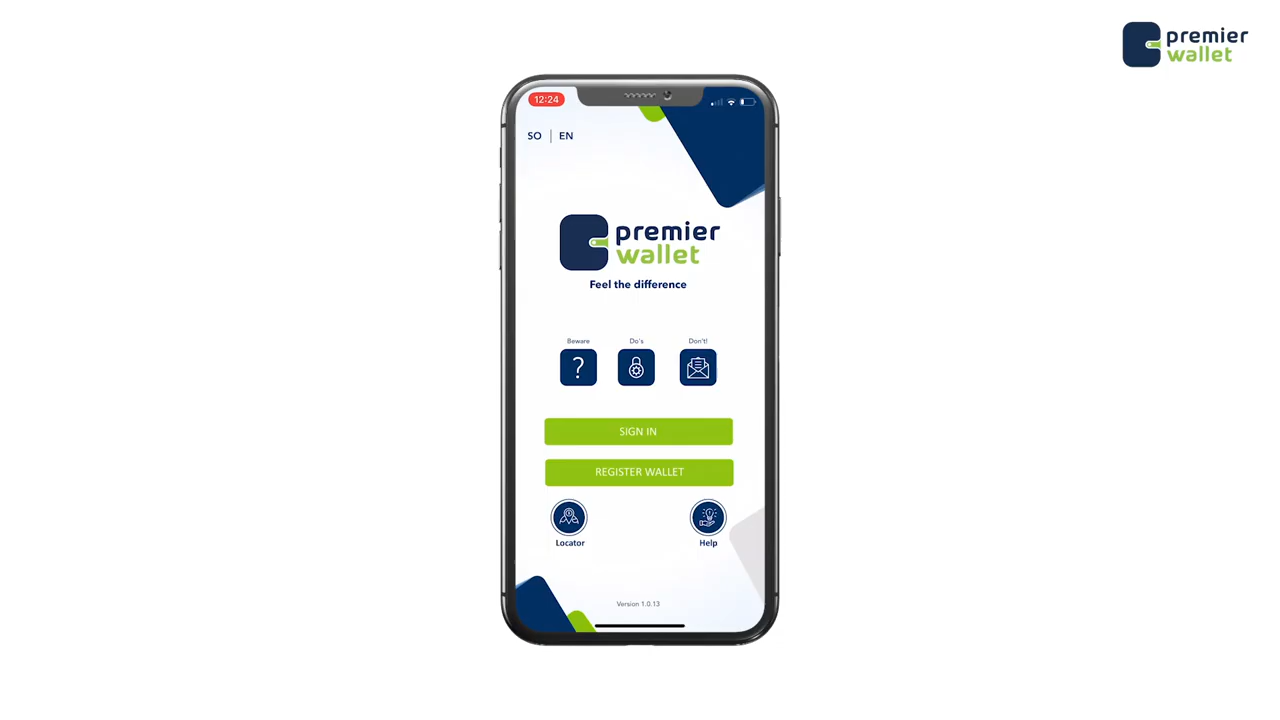 premier
wallet
12:24
SO | EN
premier
wallet
Feel the difference
Beware
Do's
Don't!
SIGN IN
REGISTER WALLET
Locator
Help
Version 1.0.13